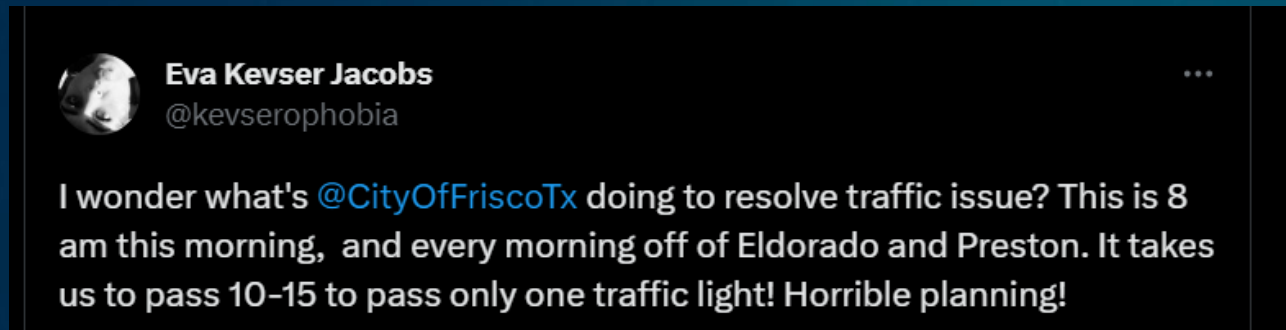 Eva Kevser Jacobs
@kevserophobia
I wonder what's @CityOfFriscoTx doing to resolve traffic issue? This is 8
am this morning,  and every morning off of Eldorado and Preston. It takes
us to pass 10-15 to pass only one traffic light! Horrible planning!